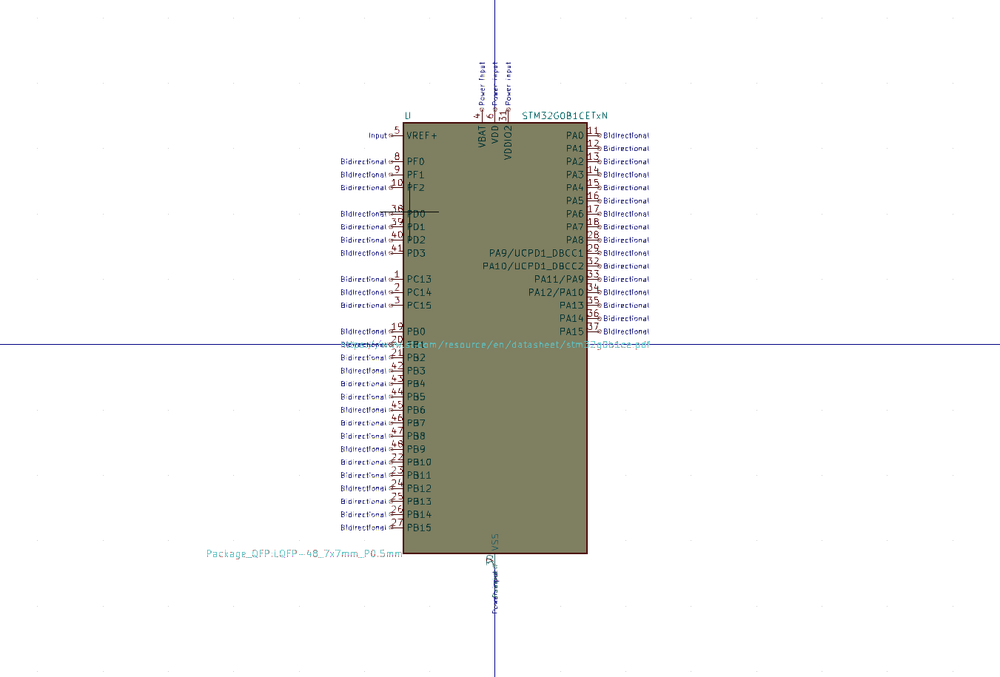 Power input Power input Power input
U STM32G0B1CETxN
4 6 31
VBAT VDD VDDIO2
Input 5 VREF+ PA0 11 Bidirectional
PA1 12 Bidirectional
Bidirectional 8 PF0 PA2 13 Bidirectional
Bidirectional 9 PF1 PA3 14 Bidirectional
Bidirectional 10 PF2 PA4 15 Bidirectional
PA5 16 Bidirectional
Bidirectional 38 PD0 PA6 17 Bidirectional
Bidirectional 39 PD1 PA7 18 Bidirectional
Bidirectional 40 PD2 PA8 28 Bidirectional
Bidirectional 41 PD3 PA9/UCPD1_DBCC1 29 Bidirectional
PA10/UCPD1_DBCC2 32 Bidirectional
Bidirectional 1 PC13 PA11/PA9 33 Bidirectional
Bidirectional 2 PC14 PA12/PA10 34 Bidirectional
Bidirectional 3 PC15 PA13 35 Bidirectional
PA14 36 Bidirectional
Bidirectional 19 PB0 PA15 37 Bidirectional
20 PB1 .com/resource/en/datasheet/stm32g0b1ce.pdf
Bidirectional 21 PB2
Bidirectional 42 PB3
Bidirectional 43 PB4
Bidirectional 44 PB5
Bidirectional 45 PB6
Bidirectional 46 PB7
Bidirectional 47 PB8
Bidirectional 48 PB9
Bidirectional 22 PB10
Bidirectional 23 PB11
Bidirectional 24 PB12
Bidirectional 25 PB13
Bidirectional 26 PB14
Bidirectional 27 PB15
VSS
Package_QFP:LQFP-48_7x7mm_P0.5mm